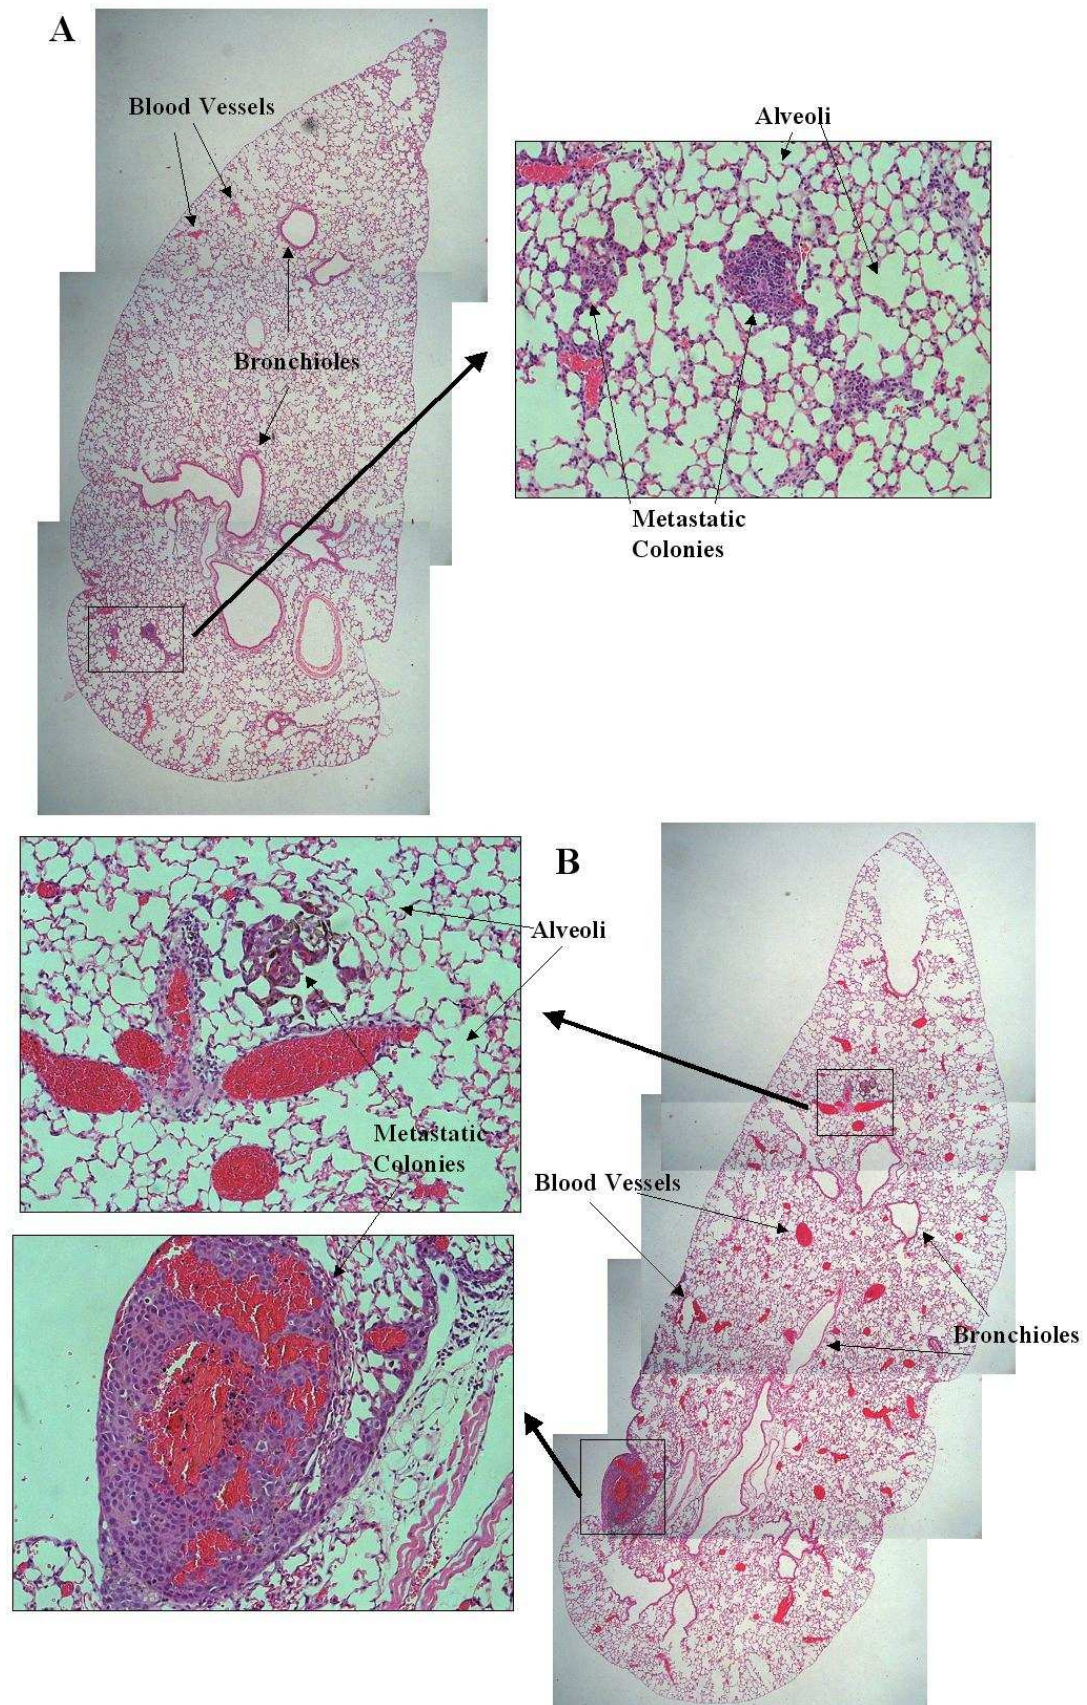 A
Blood Vessels
Bronchioles
Alveoli
Metastatic
Colonies
B
Alveoli
Metastatic
Colonies
Blood Vessels
Bronchioles